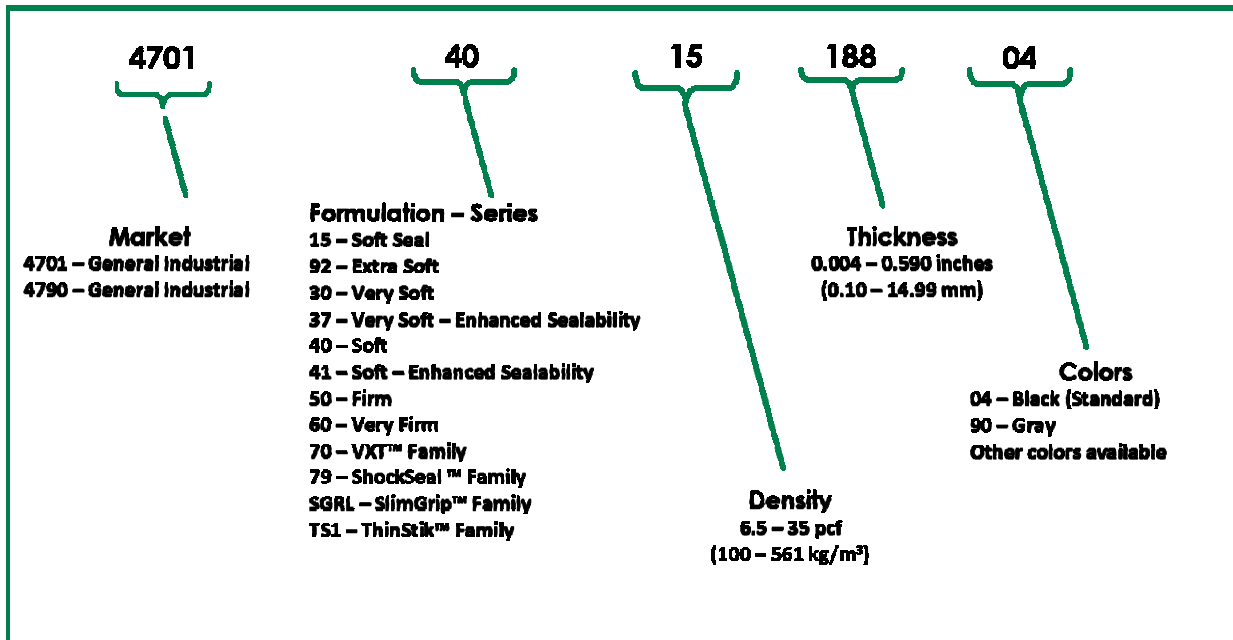 4701 40 15 188 04
Market
4701 – General Industrial
4790 – General Industrial
Formulation – Series
15 – Soft Seal
92 – Extra Soft
30 – Very Soft
37 – Very Soft – Enhanced Sealability
40 – Soft
41 – Soft – Enhanced Sealability
50 – Firm
60 – Very Firm
70 – VXT™ Family
79 – ShockSeal ™ Family
SGRL – SlimGrip™ Family
TS1 – ThinStik™ Family
Density
6.5 – 35 pcf
(100 – 561 kg/m³)
Thickness
0.004 – 0.590 inches
(0.10 – 14.99 mm)
Colors
04 – Black (Standard)
90 – Gray
Other colors available